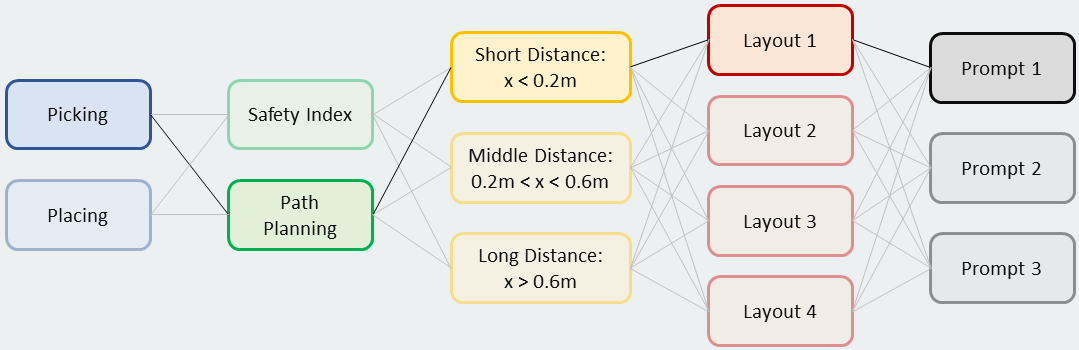 Picking
Placing
Safety Index
Path
Planning
Short Distance:
x < 0.2m
Middle Distance:
0.2m < x < 0.6m
Long Distance:
x > 0.6m
Layout 1
Layout 2
Layout 3
Layout 4
Prompt 1
Prompt 2
Prompt 3